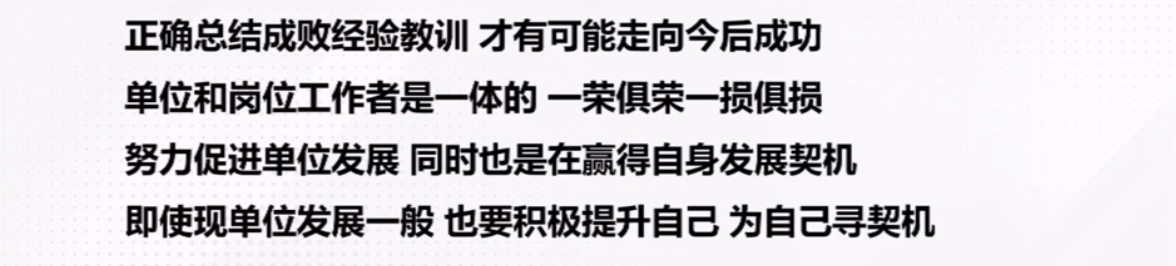 正确总结成败经验教训 才有可能走向今后成功
单位和岗位工作者是一体的 一荣俱荣一损俱损
努力促进单位发展 同时也是在赢得自身发展契机
即使现单位发展一般 也要积极提升自己 为自己寻契机